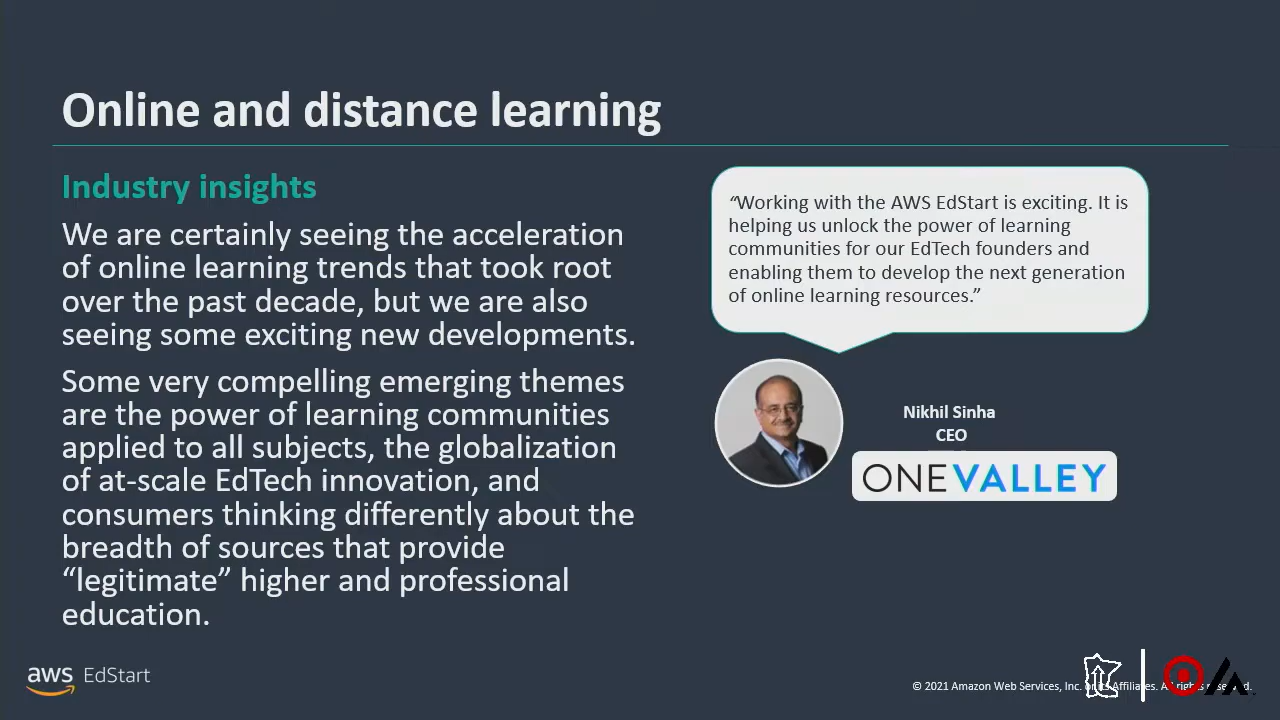 Online and distance learning
Industry insights
We are certainly seeing the acceleration
of online learning trends that took root
over the past decade, but we are also
seeing some exciting new developments.
Some very compelling emerging themes
are the power of learning communities
applied to all subjects, the globalization
of at-scale EdTech innovation, and
consumers thinking differently about the
breadth of sources that provide
“legitimate” higher and professional
education.
“Working with the AWS EdStart is exciting. It is
helping us unlock the power of learning
communities for our EdTech founders and
enabling them to develop the next generation
of online learning resources.”
Nikhil Sinha
CEO
ONEVALLEY
aws EdStart
© 2021 Amazon Web Services, Inc. or its Affiliates. All rights reserved.